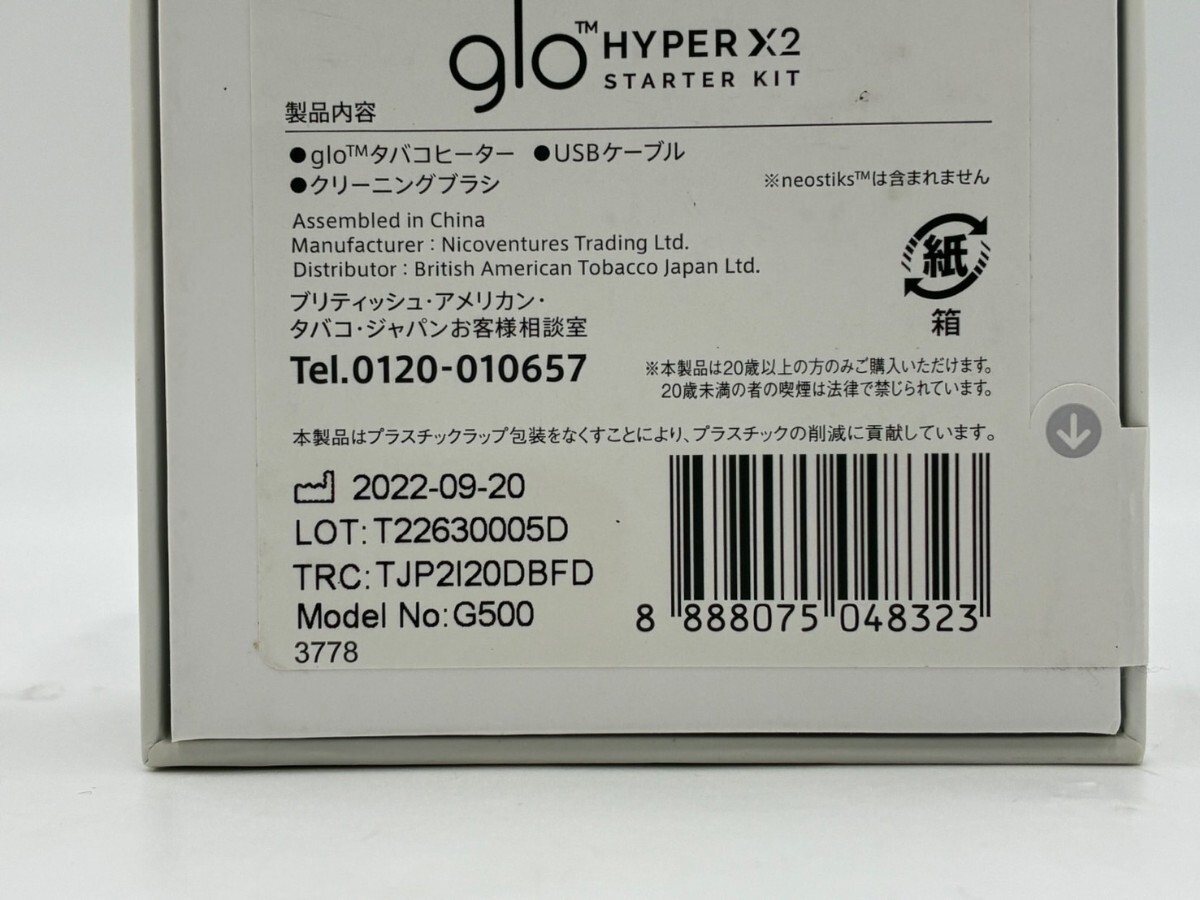 glo™ HYPER X2
STARTER KIT
製品内容
●glo™タバコヒーター ●USBケーブル
●クリーニングブラシ
※neostiks™は含まれません
Assembled in China
Manufacturer : Nicoventures Trading Ltd.
Distributor : British American Tobacco Japan Ltd.
ブリティッシュ・アメリカン・
タバコ・ジャパンお客様相談室
Tel.0120-010657
紙
箱
※本製品は20歳以上の方のみご購入いただけます。
20歳未満の者の喫煙は法律で禁じられています。
本製品はプラスチックラップ包装をなくすことにより、プラスチックの削減に貢献しています。
2022-09-20
LOT:T22630005D
TRC:TJP2I20DBFD
Model No:G500
3778
8 888075 048323